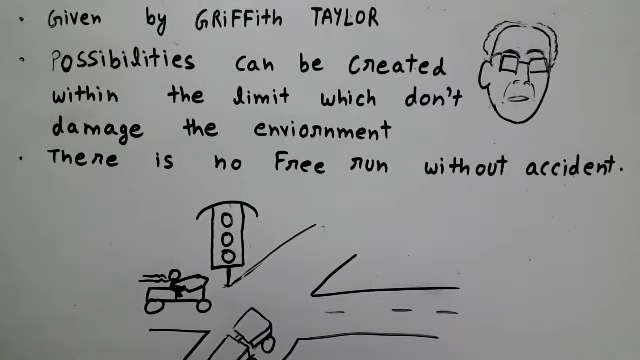 • Given by GRiFFith TAYLOR
• Possibilities can be created
within the limit which don't
damage the enviornment
• There is no Free run without accident.